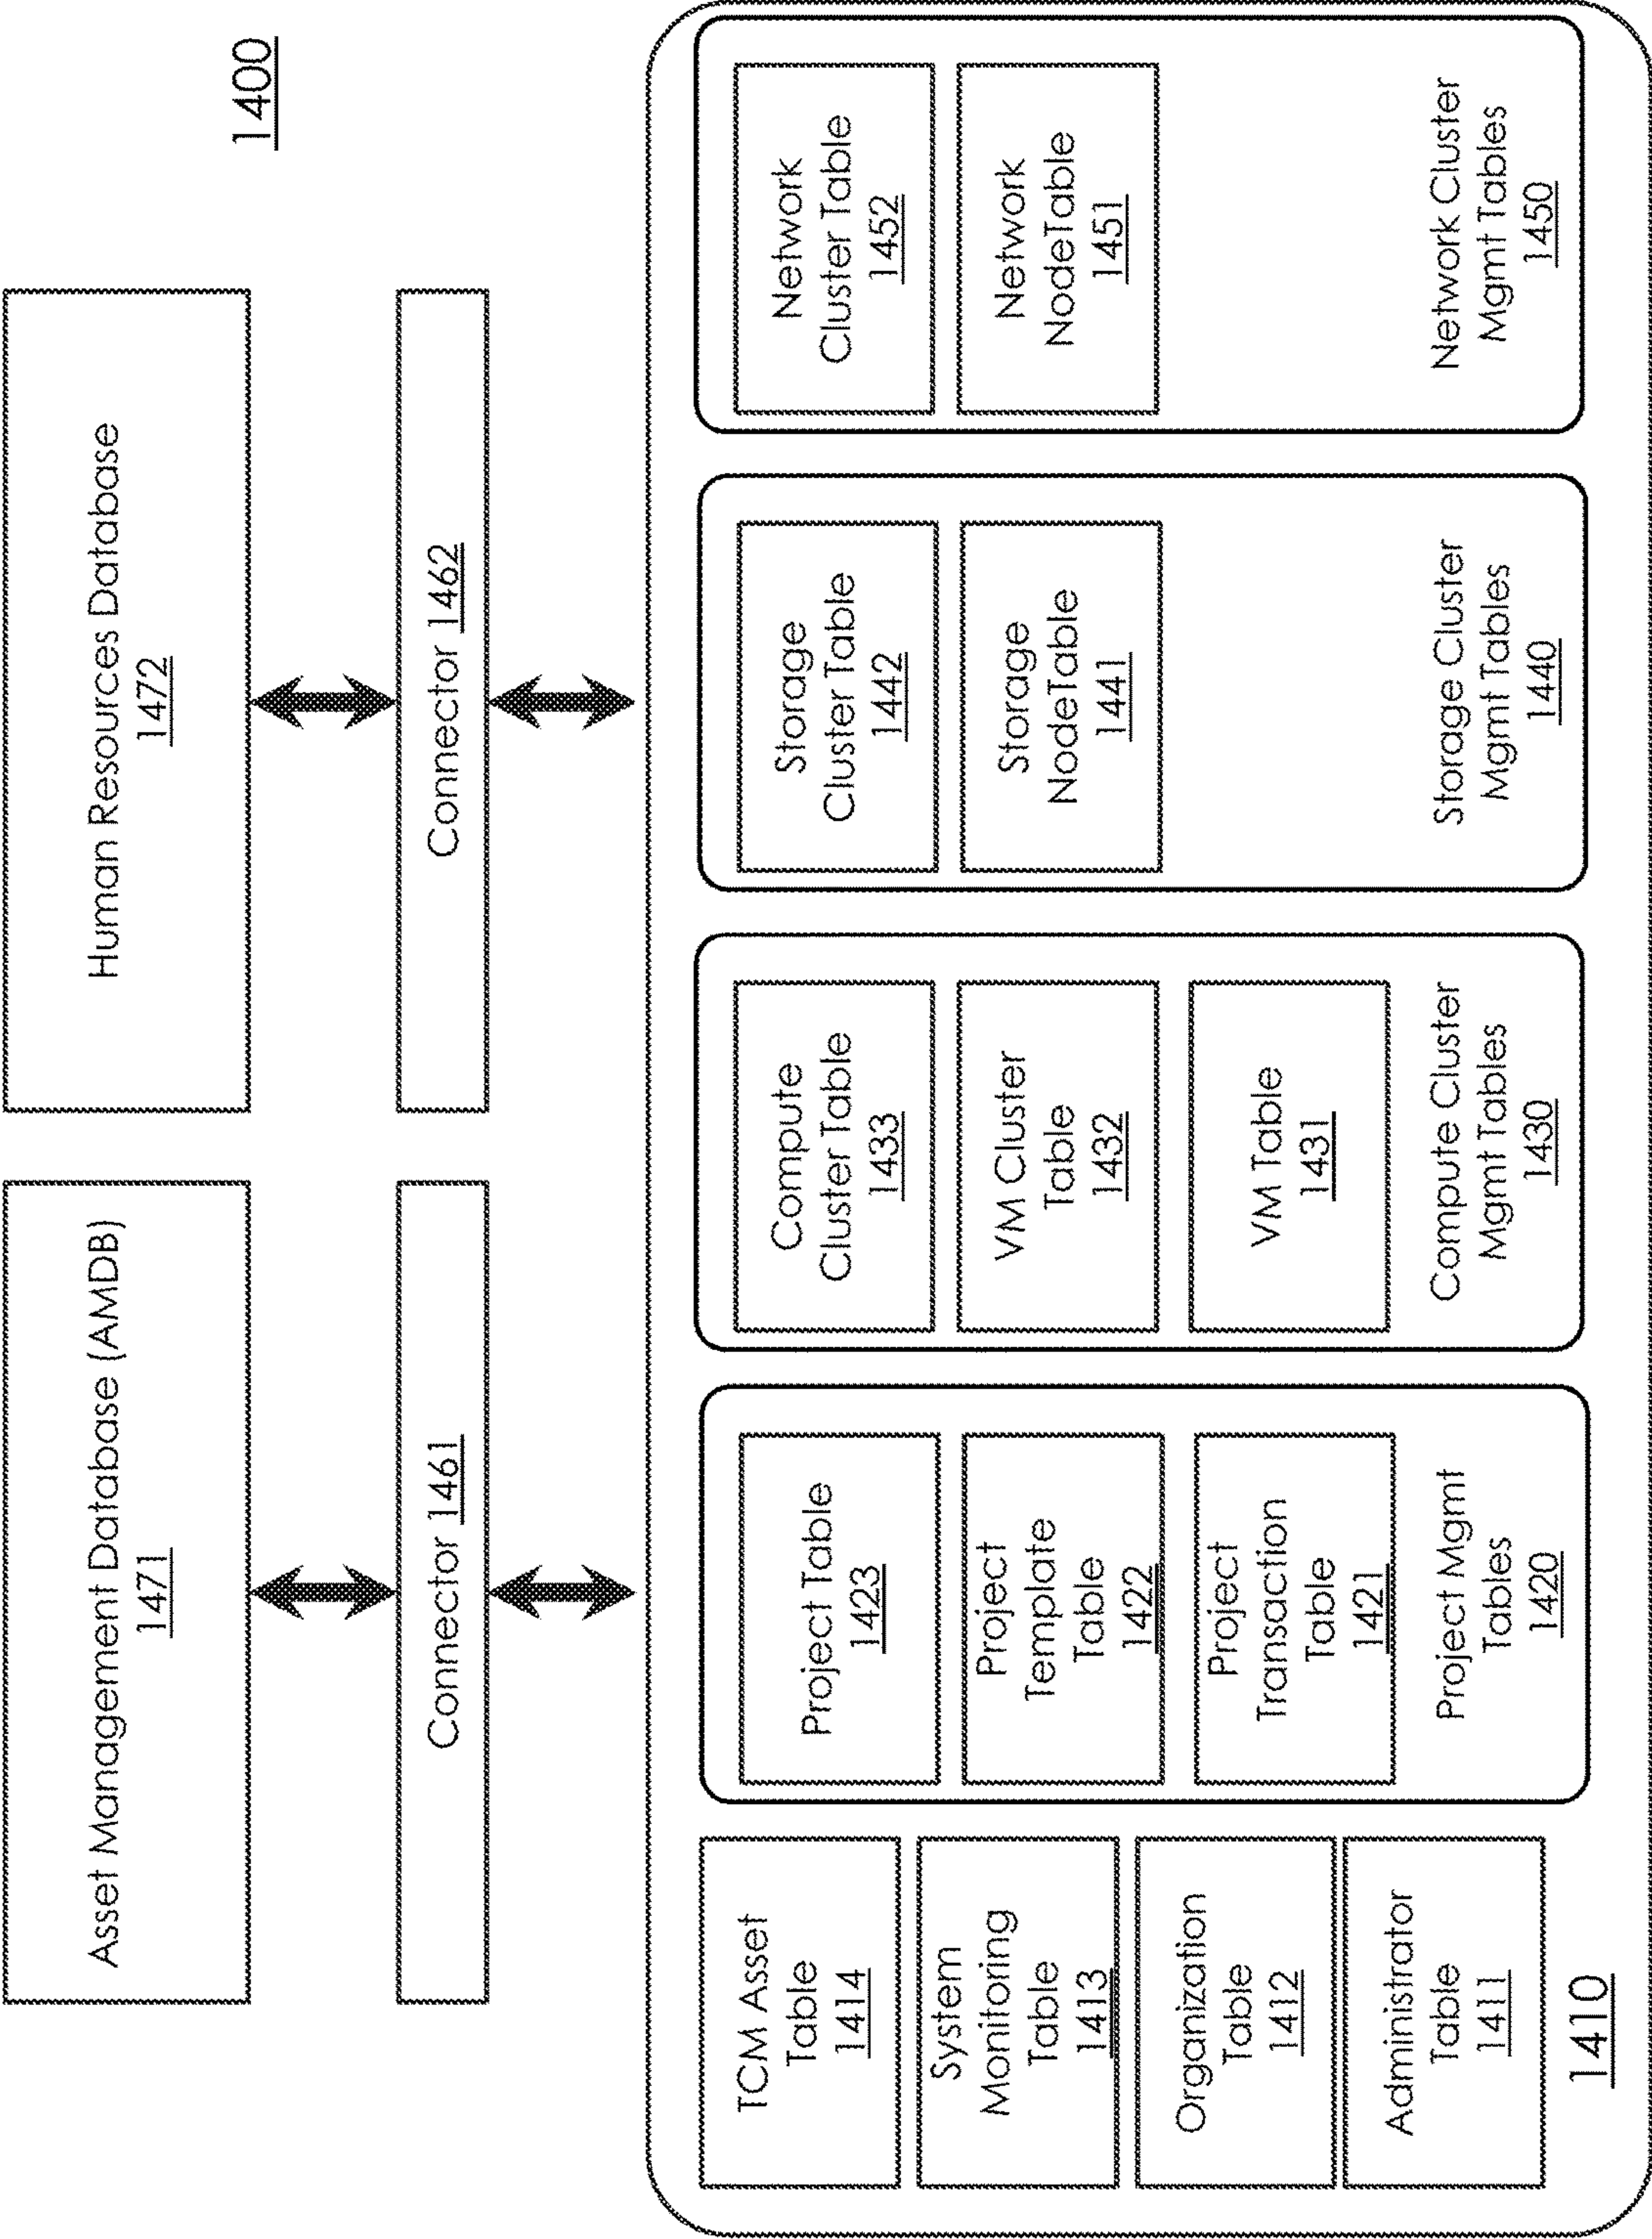 1400
Asset Management Database (AMDB)
1471
Human Resources Database
1472
Connector 1461
Connector 1462
TCM Asset
Table
1414
System
Monitoring
Table
1413
Organization
Table
1412
Administrator
Table
1411
1410
Project Table
1423
Project
Template
Table
1422
Project
Transaction
Table
1421
Project Mgmt
Tables
1420
Compute
Cluster Table
1433
VM Cluster
Table
1432
VM Table
1431
Compute Cluster
Mgmt Tables
1430
Storage
Cluster Table
1442
Storage
NodeTable
1441
Storage Cluster
Mgmt Tables
1440
Network
Cluster Table
1452
Network
NodeTable
1451
Network Cluster
Mgmt Tables
1450